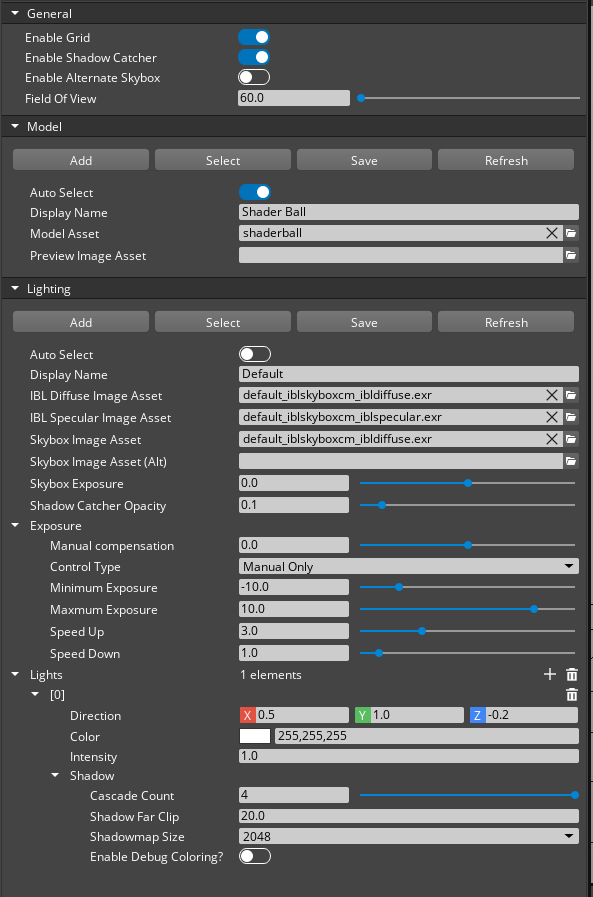 General
Enable Grid
Enable Shadow Catcher
Enable Alternate Skybox
Field Of View 60.0
Model
Add Select Save Refresh
Auto Select
Display Name Shader Ball
Model Asset shaderball
Preview Image Asset
Lighting
Add Select Save Refresh
Auto Select
Display Name Default
IBL Diffuse Image Asset default_iblskyboxcm_ibldiffuse.exr
IBL Specular Image Asset default_iblskyboxcm_iblspecular.exr
Skybox Image Asset default_iblskyboxcm_ibldiffuse.exr
Skybox Image Asset (Alt)
Skybox Exposure 0.0
Shadow Catcher Opacity 0.1
Exposure
Manual compensation 0.0
Control Type Manual Only
Minimum Exposure -10.0
Maxmum Exposure 10.0
Speed Up 3.0
Speed Down 1.0
Lights 1 elements
[0]
Direction X 0.5 Y 1.0 Z -0.2
Color 255,255,255
Intensity 1.0
Shadow
Cascade Count 4
Shadow Far Clip 20.0
Shadowmap Size 2048
Enable Debug Coloring?